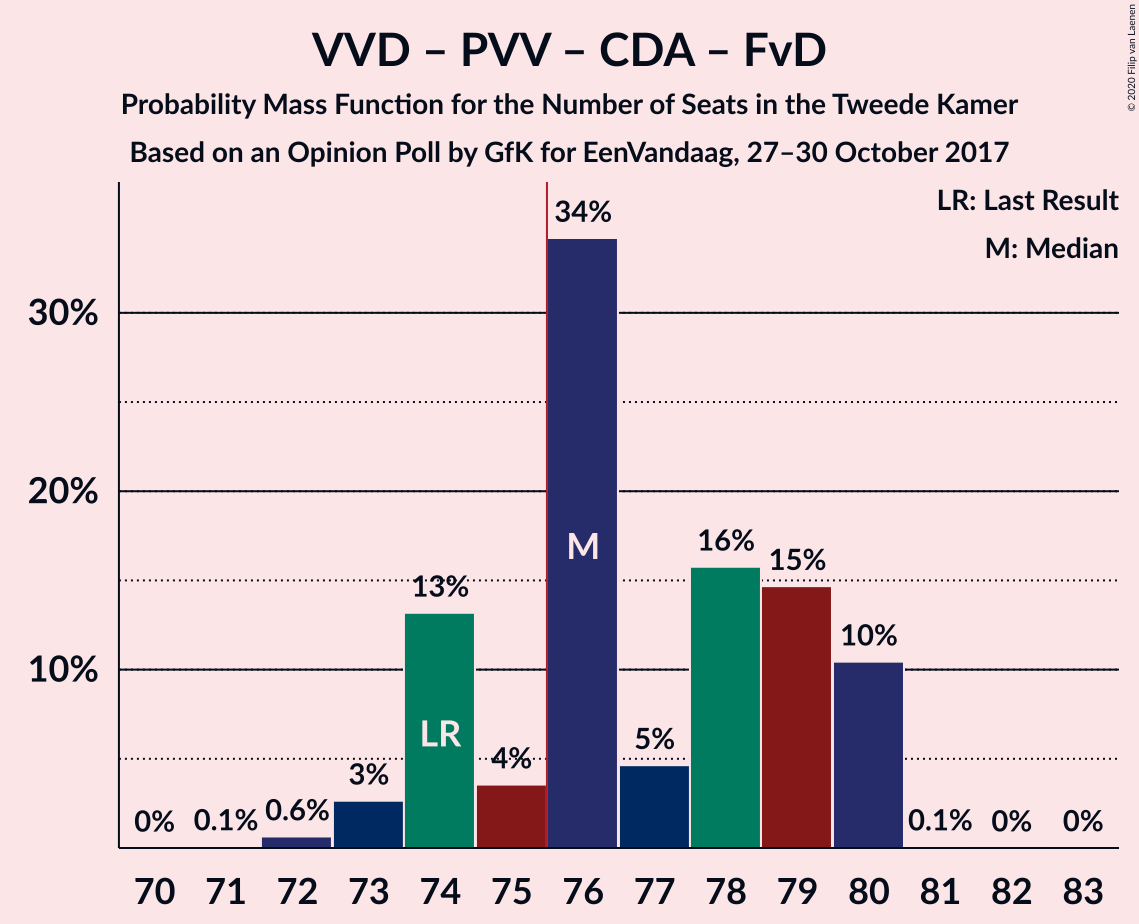 VVD – PVV – CDA – FvD
Probability Mass Function for the Number of Seats in the Tweede Kamer
Based on an Opinion Poll by GfK for EenVandaag, 27–30 October 2017
© 2020 Filip van Laenen
LR: Last Result
M: Median
30%
20%
10%
0%
0.1%
0.6%
3%
13%
4%
34%
5%
16%
15%
10%
0.1%
0%
0%
LR
M
70 71 72 73 74 75 76 77 78 79 80 81 82 83